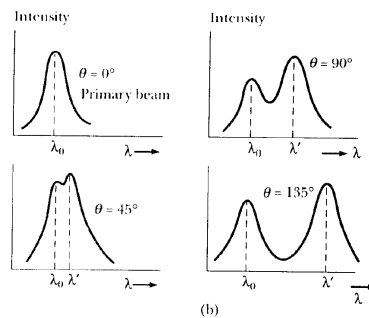 Intensity
θ = 0°
Primary beam
λ₀
λ
Intensity
θ = 90°
λ₀
λ′
λ
θ = 45°
λ₀
λ′
λ
θ = 135°
λ₀
λ′
λ
(b)